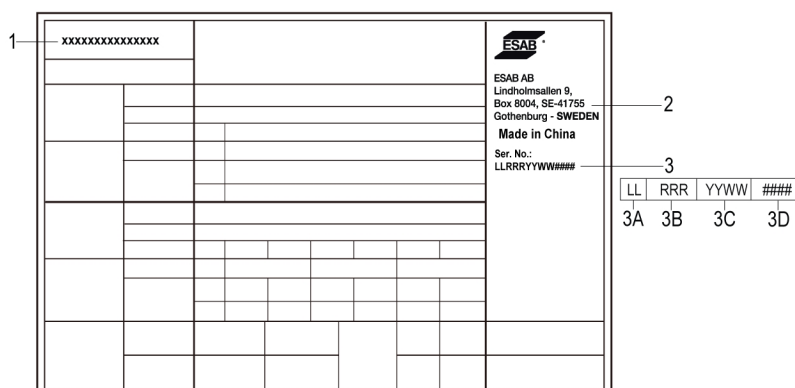 1
xxxxxxxxxxxxxxx
ESAB
ESAB AB
Lindholmsallen 9,
Box 8004, SE-41755
Gothenburg - SWEDEN
2
Made in China
Ser. No.:
LLRRRYYWW####
3
LL RRR YYWW ####
3A 3B 3C 3D